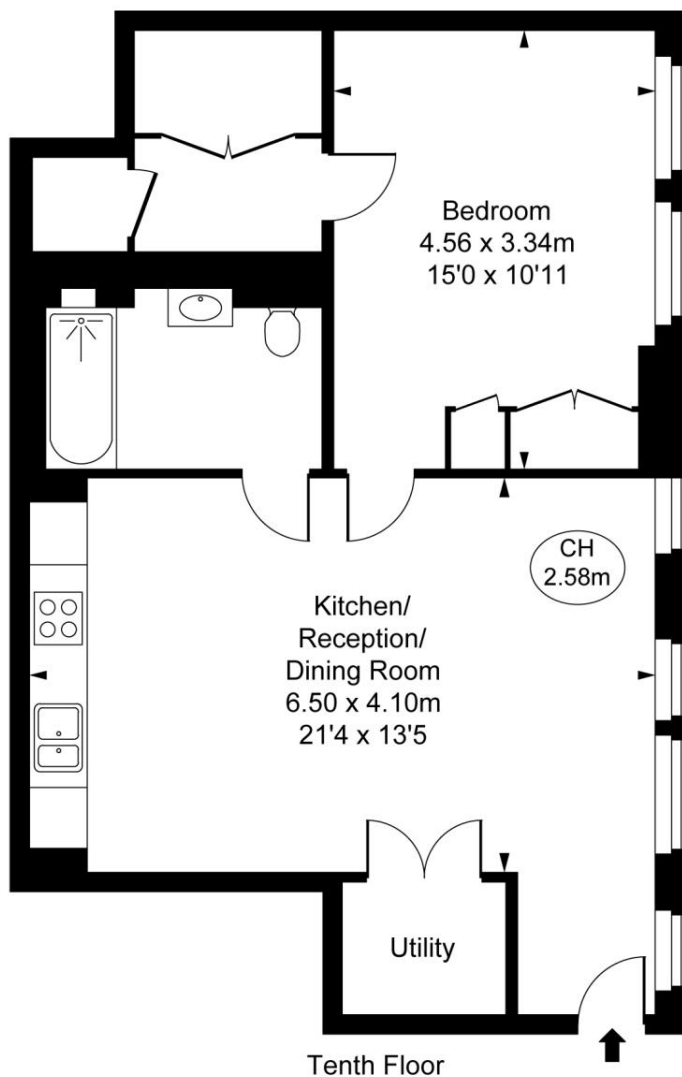 Bedroom
4.56 x 3.34m
15'0 x 10'11
CH
2.58m
Kitchen/
Reception/
Dining Room
6.50 x 4.10m
21'4 x 13'5
Utility
Tenth Floor